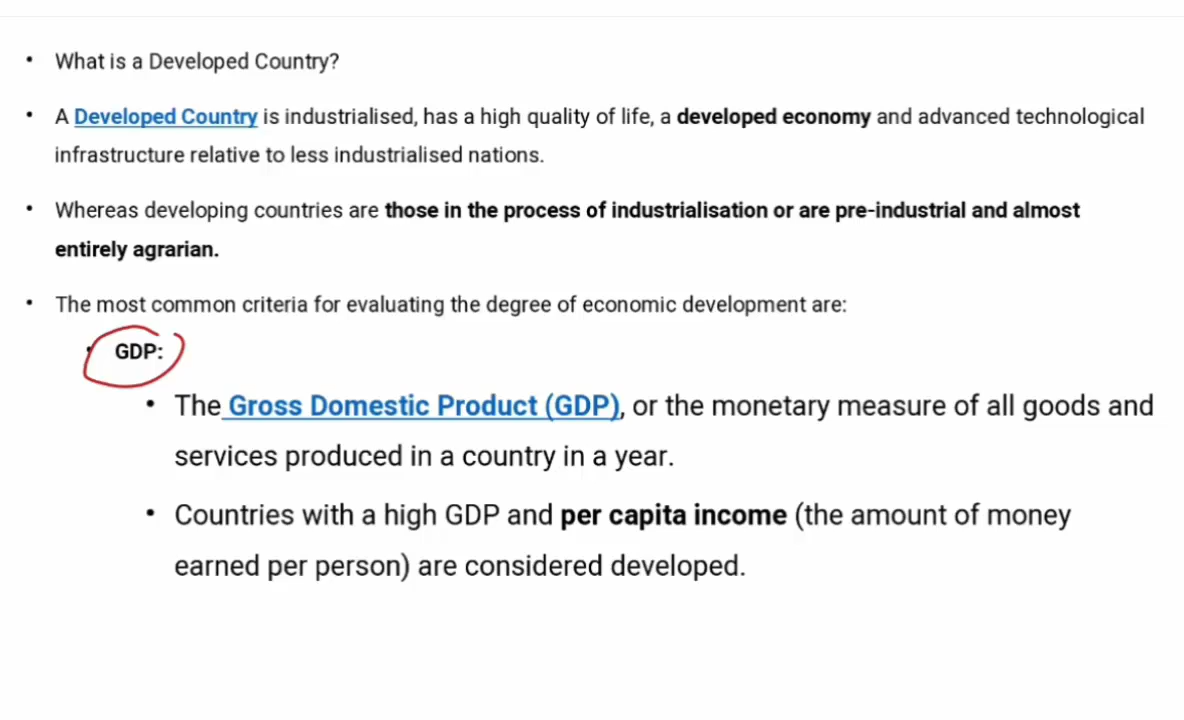 • What is a Developed Country?
• A Developed Country is industrialised, has a high quality of life, a developed economy and advanced technological
infrastructure relative to less industrialised nations.
• Whereas developing countries are those in the process of industrialisation or are pre-industrial and almost
entirely agrarian.
• The most common criteria for evaluating the degree of economic development are:
• GDP:
• The Gross Domestic Product (GDP), or the monetary measure of all goods and
services produced in a country in a year.
• Countries with a high GDP and per capita income (the amount of money
earned per person) are considered developed.